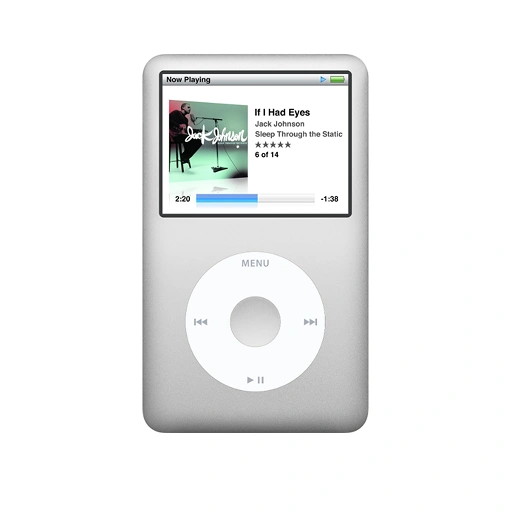 Now Playing
Jack Johnson
If I Had Eyes
Jack Johnson
Sleep Through the Static
6 of 14
2:20
-1:38
MENU